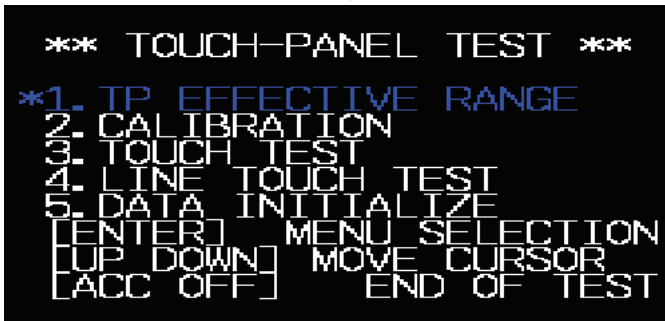 ** TOUCH-PANEL TEST **
*1. TP EFFECTIVE RANGE
2. CALIBRATION
3. TOUCH TEST
4. LINE TOUCH TEST
5. DATA INITIALIZE
[ENTER] MENU SELECTION
[UP DOWN] MOVE CURSOR
[ACC OFF] END OF TEST